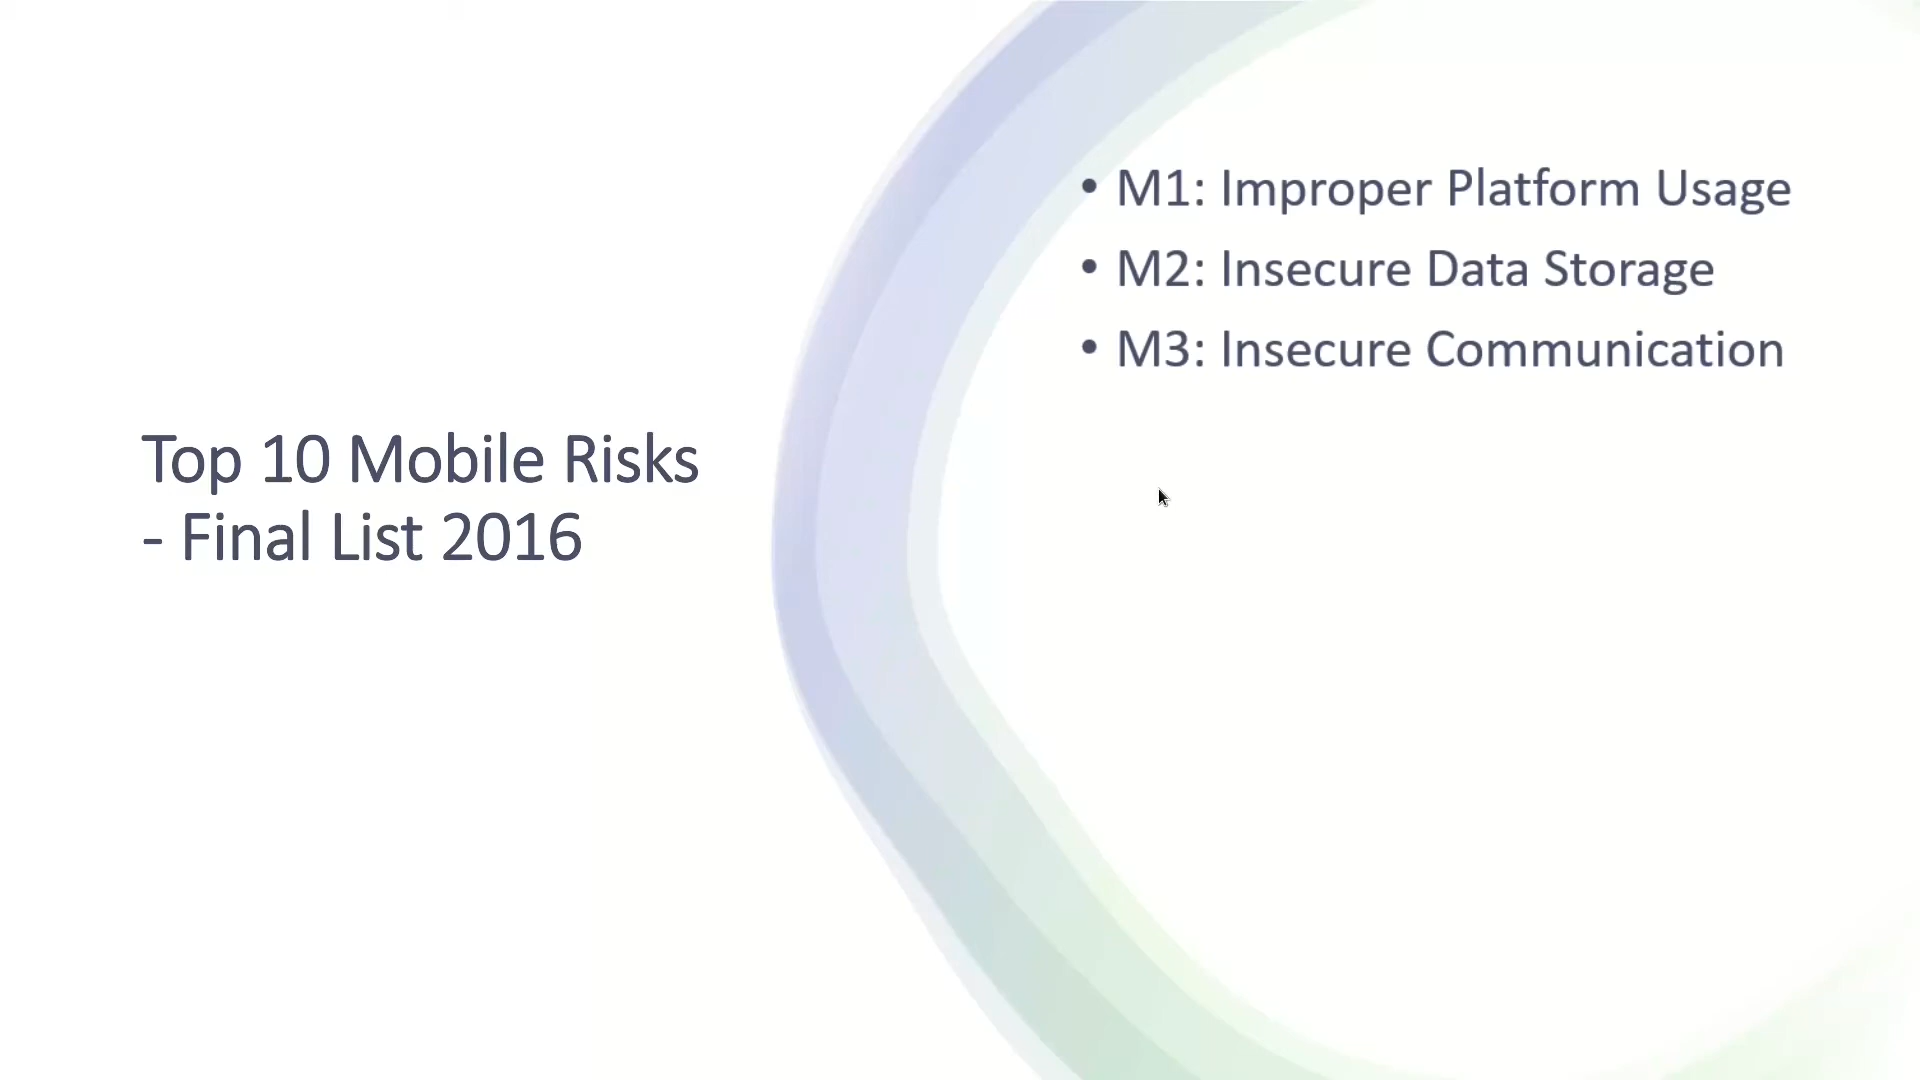 Top 10 Mobile Risks
- Final List 2016
• M1: Improper Platform Usage
• M2: Insecure Data Storage
• M3: Insecure Communication